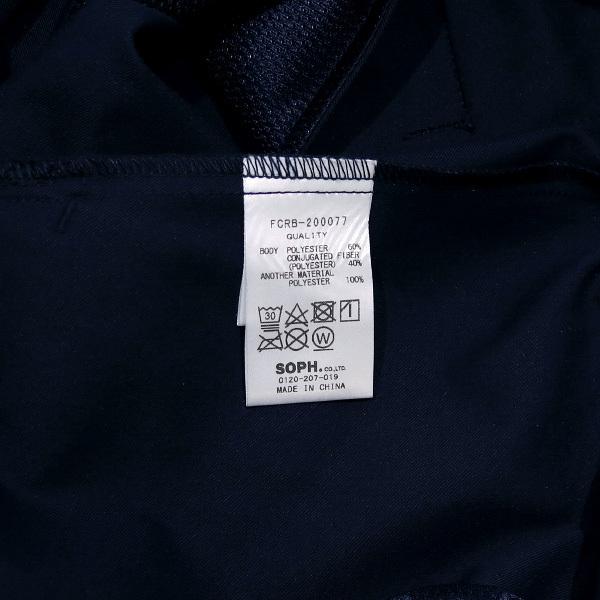 FCRB-200077
QUALITY
BODY POLYESTER 60%
CONJUGATED FIBER
(POLYESTER) 40%
ANOTHER MATERIAL
POLYESTER 100%
30
W
SOPH.CO.,LTD.
0120-207-019
MADE IN CHINA